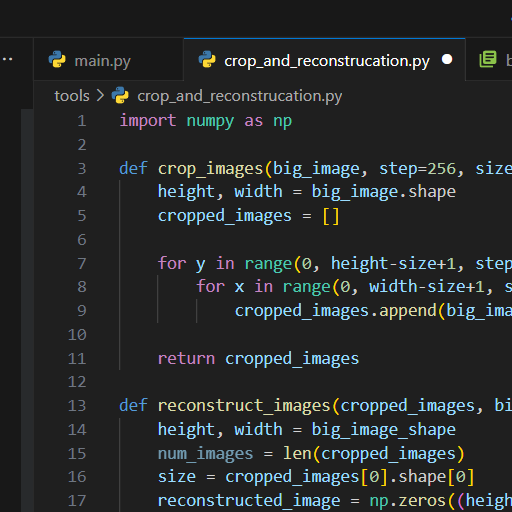 main.py crop_and_reconstrucation.py
tools > crop_and_reconstrucation.py
1 import numpy as np
2
3 def crop_images(big_image, step=256, size
4 height, width = big_image.shape
5 cropped_images = []
6
7 for y in range(0, height-size+1, step
8 for x in range(0, width-size+1, s
9 cropped_images.append(big_ima
10
11 return cropped_images
12
13 def reconstruct_images(cropped_images, bi
14 height, width = big_image_shape
15 num_images = len(cropped_images)
16 size = cropped_images[0].shape[0]
17 reconstructed_image = np.zeros((heigh